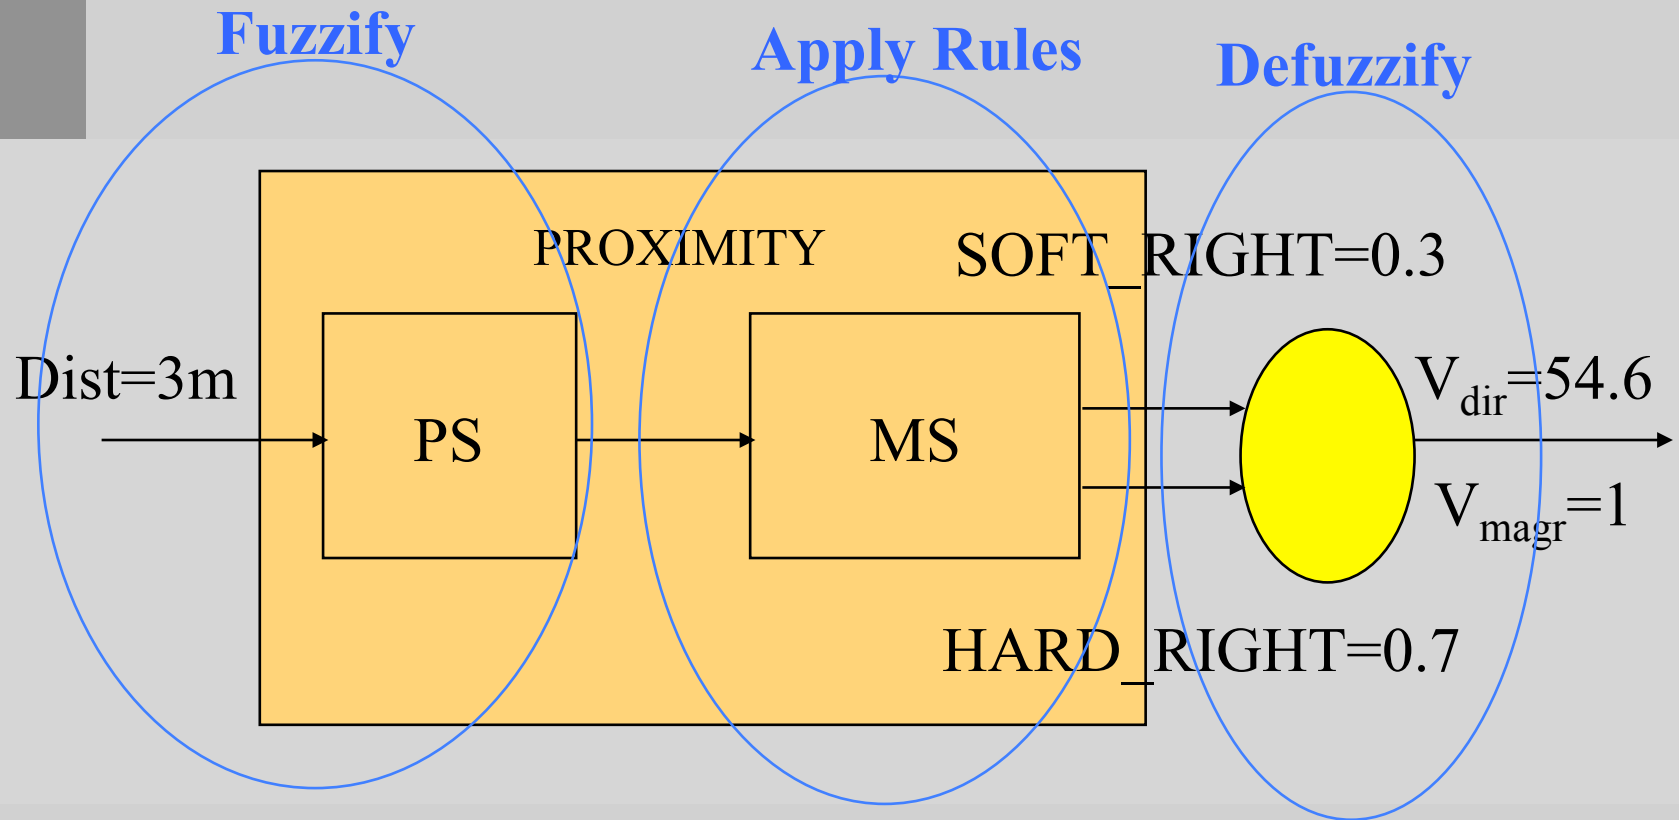 Fuzzify
Apply Rules
Defuzzify
PROXIMITY
SOFT_RIGHT=0.3
Dist=3m
PS
MS
Vdir=54.6
Vmagr=1
HARD_RIGHT=0.7